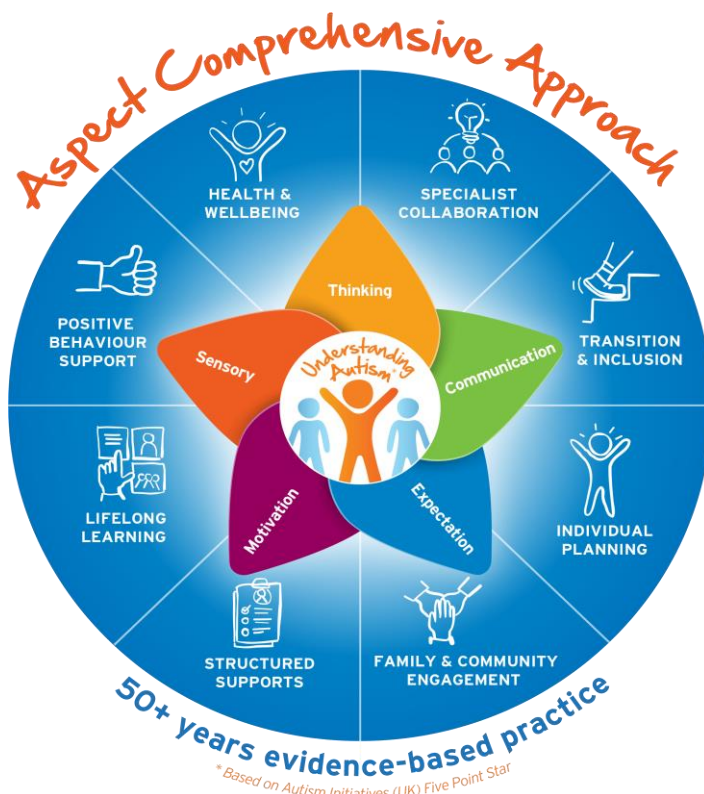 Aspect Comprehensive Approach
HEALTH &
WELLBEING
SPECIALIST
COLLABORATION
POSITIVE
BEHAVIOUR
SUPPORT
TRANSITION
& INCLUSION
Thinking
Sensory
Communication
Understanding
Autism*
Motivation
Expectation
LIFELONG
LEARNING
INDIVIDUAL
PLANNING
STRUCTURED
SUPPORTS
FAMILY & COMMUNITY
ENGAGEMENT
50+ years evidence-based practice
* Based on Autism Initiatives (UK) Five Point Star